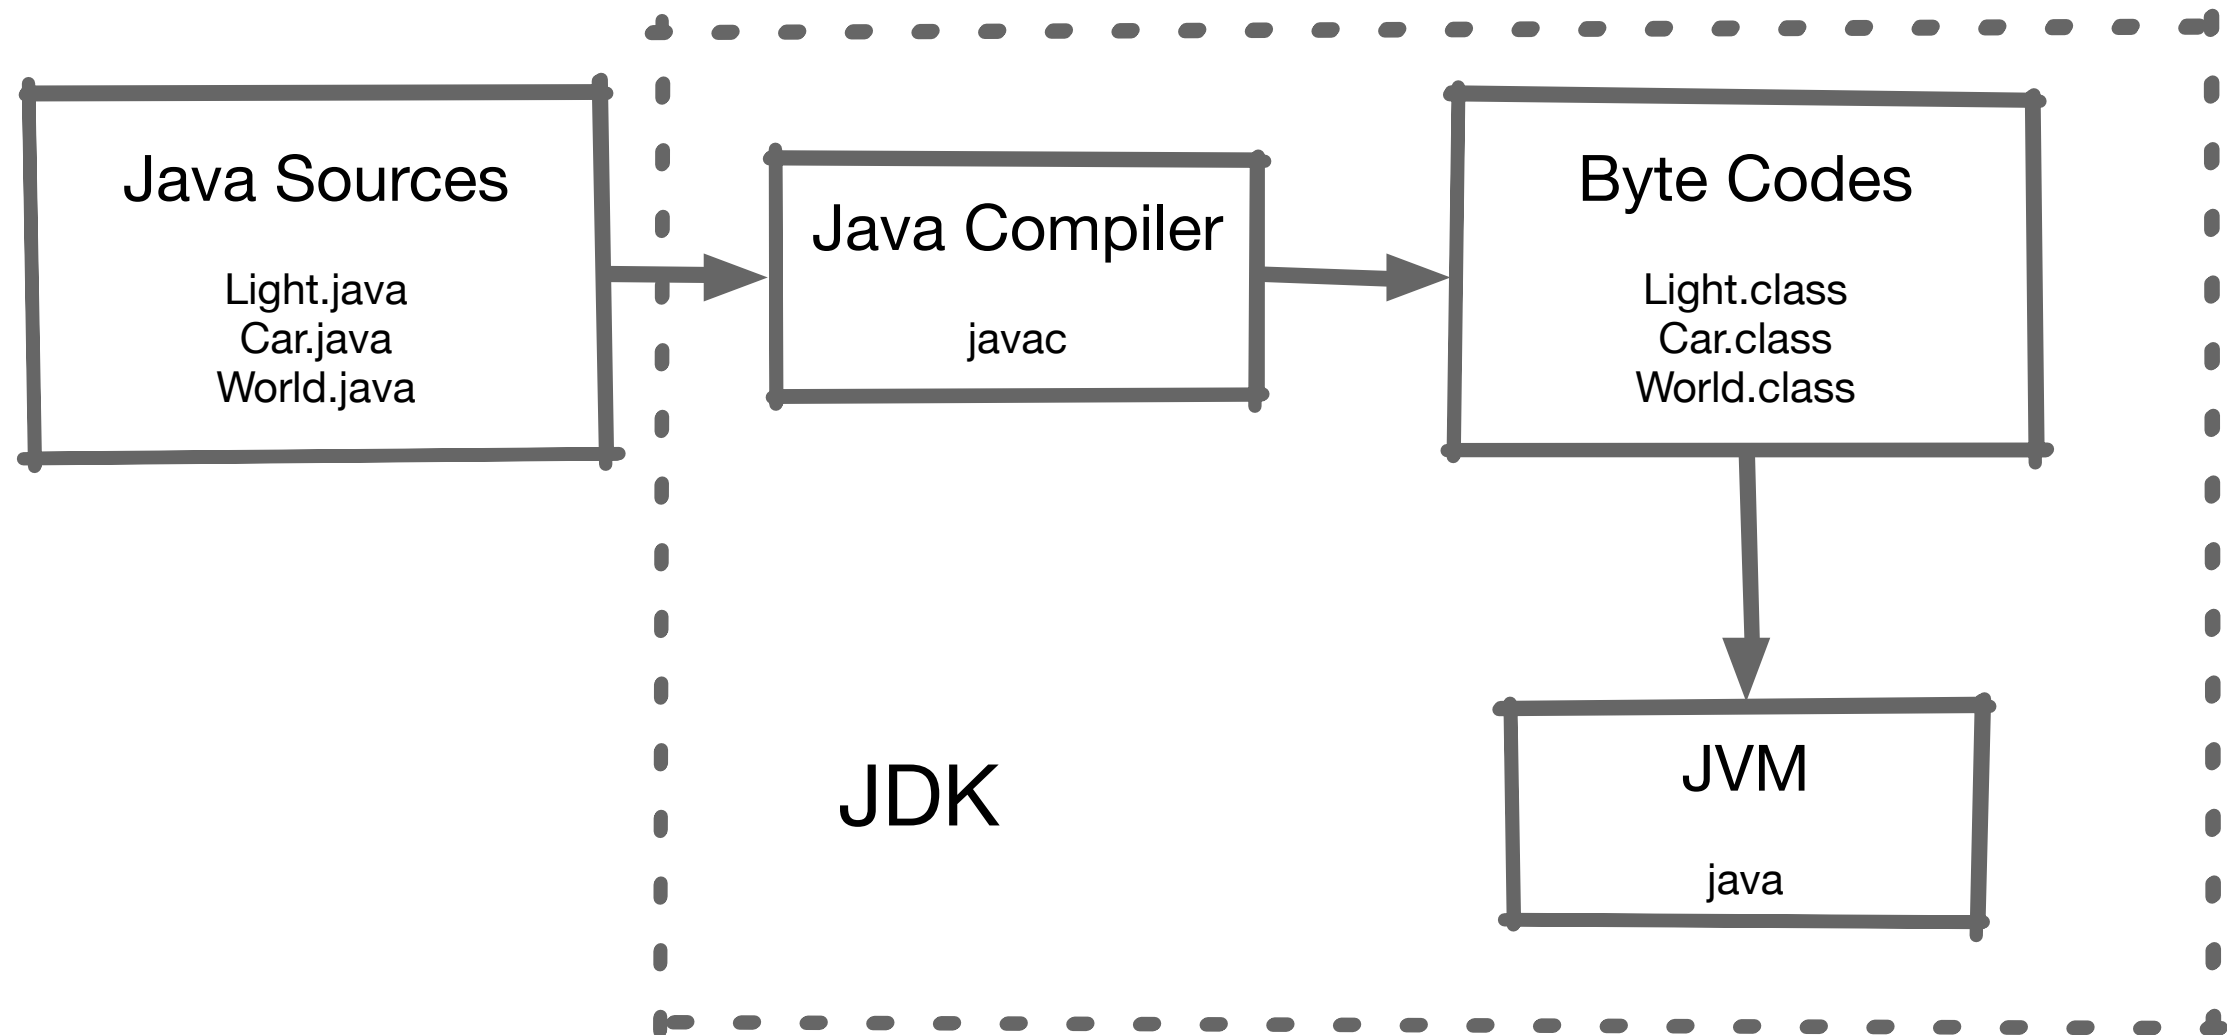 Java Sources
Light.java
Car.java
World.java
Java Compiler
javac
Byte Codes
Light.class
Car.class
World.class
JDK
JVM
java